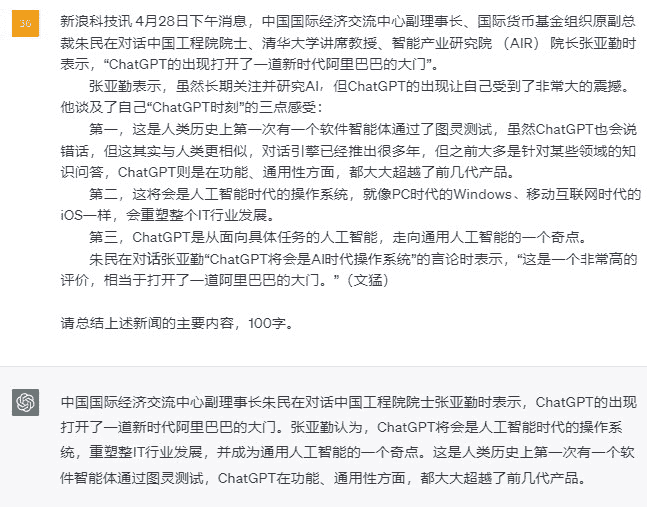 36
新浪科技讯 4月28日下午消息，中国国际经济交流中心副理事长、国际货币基金组织原副总
裁朱民在对话中国工程院院士、清华大学讲席教授、智能产业研究院 （AIR） 院长张亚勤时
表示，“ChatGPT的出现打开了一道新时代阿里巴巴的大门”。
张亚勤表示，虽然长期关注并研究AI，但ChatGPT的出现让自己受到了非常大的震撼。
他谈及了自己“ChatGPT时刻”的三点感受：
第一，这是人类历史上第一次有一个软件智能体通过了图灵测试，虽然ChatGPT也会说
错话，但这其实与人类更相似，对话引擎已经推出很多年，但之前大多是针对某些领域的知
识问答，ChatGPT则是在功能、通用性方面，都大大超越了前几代产品。
第二，这将会是人工智能时代的操作系统，就像PC时代的Windows、移动互联网时代的
iOS一样，会重塑整个IT行业发展。
第三，ChatGPT是从面向具体任务的人工智能，走向通用人工智能的一个奇点。
朱民在对话张亚勤“ChatGPT将会是AI时代操作系统”的言论时表示，“这是一个非常高的
评价，相当于打开了一道阿里巴巴的大门。”（文猛）
请总结上述新闻的主要内容，100字。
中国国际经济交流中心副理事长朱民在对话中国工程院院士张亚勤时表示，ChatGPT的出现
打开了一道新时代阿里巴巴的大门。张亚勤认为，ChatGPT将会是人工智能时代的操作系
统，重塑整IT行业发展，并成为通用人工智能的一个奇点。这是人类历史上第一次有一个软
件智能体通过图灵测试，ChatGPT在功能、通用性方面，都大大超越了前几代产品。